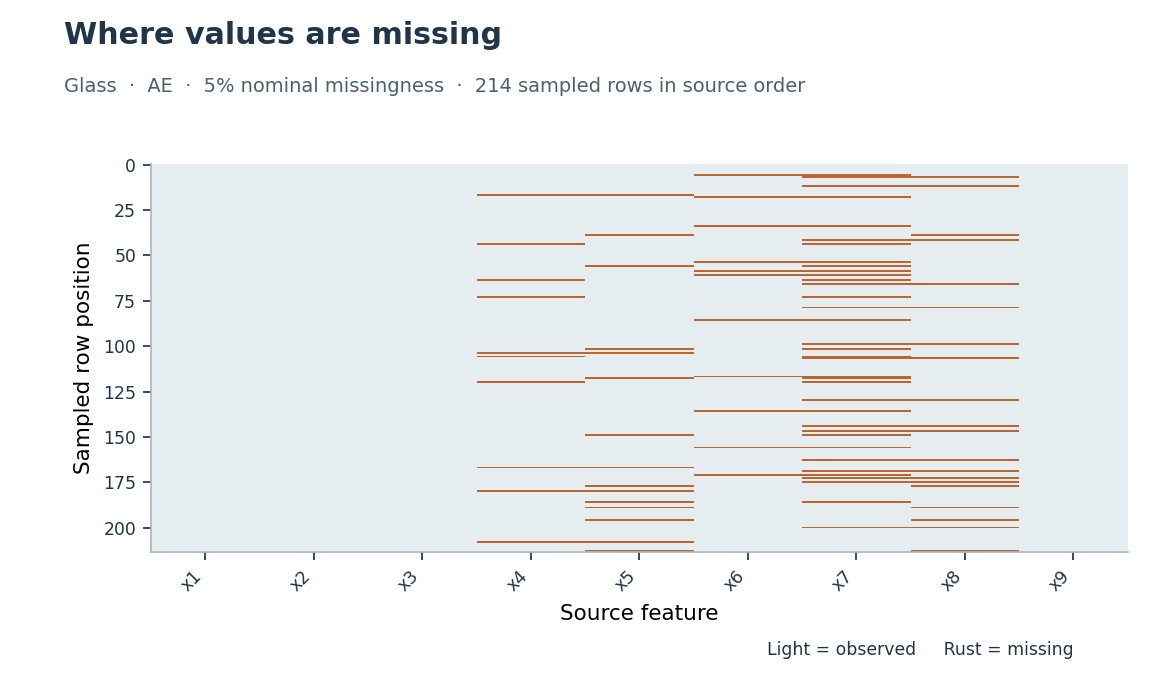 Where values are missing
Glass · AE · 5% nominal missingness · 214 sampled rows in source order
0
25
50
75
100
125
150
175
200
Sampled row position
x1
x2
x3
x4
x5
x6
x7
x8
x9
Source feature
Light = observed Rust = missing